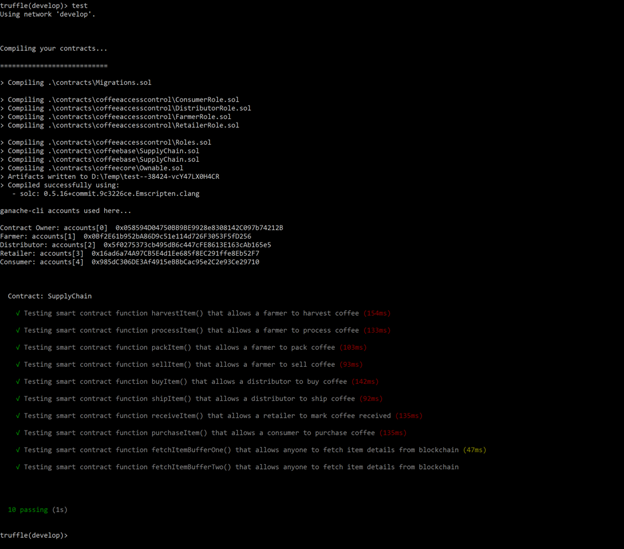 truffle(develop)> test
Using network 'develop'.
Compiling your contracts...
===========================
> Compiling .\contracts\Migrations.sol
> Compiling .\contracts\coffeeaccesscontrol\ConsumerRole.sol
> Compiling .\contracts\coffeeaccesscontrol\DistributorRole.sol
> Compiling .\contracts\coffeeaccesscontrol\FarmerRole.sol
> Compiling .\contracts\coffeeaccesscontrol\RetailerRole.sol
> Compiling .\contracts\coffeeaccesscontrol\Roles.sol
> Compiling .\contracts\coffeebase\SupplyChain.sol
> Compiling .\contracts\coffeebase\SupplyChain.sol
> Compiling .\contracts\coffeecore\Ownable.sol
> Artifacts written to D:\Temp\test--38424-vcY47LX0H4CR
> Compiled successfully using:
- solc: 0.5.16+commit.9c3226ce.Emscripten.clang
ganache-cli accounts used here...
Contract Owner: accounts[0] 0x058594D04750BB9BE9928e8308142C097b74212B
Farmer: accounts[1] 0x0Bf2E61b952bA86D9c51e114d726F3053F5fD256
Distributor: accounts[2] 0x5f0275373cb495dB6c447cFE8613E163cAb165e5
Retailer: accounts[3] 0x16ad6a74A97CB5E4d1Ee685f8EC291ffe8Eb52F7
Consumer: accounts[4] 0x985dC306DE3Af4915eBBbCac95e2C2e93Ce29710
Contract: SupplyChain
√ Testing smart contract function harvestItem() that allows a farmer to harvest coffee
√ Testing smart contract function processItem() that allows a farmer to process coffee
√ Testing smart contract function packItem() that allows a farmer to pack coffee
√ Testing smart contract function sellItem() that allows a farmer to sell coffee
√ Testing smart contract function buyItem() that allows a distributor to buy coffee (142ms)
√ Testing smart contract function shipItem() that allows a distributor to ship coffee
√ Testing smart contract function receiveItem() that allows a retailer to mark coffee received
√ Testing smart contract function purchaseItem() that allows a consumer to purchase coffee
√ Testing smart contract function fetchItemBufferOne() that allows anyone to fetch item details from blockchain (47ms)
√ Testing smart contract function fetchItemBufferTwo() that allows anyone to fetch item details from blockchain
10 passing (1s)
truffle(develop)>